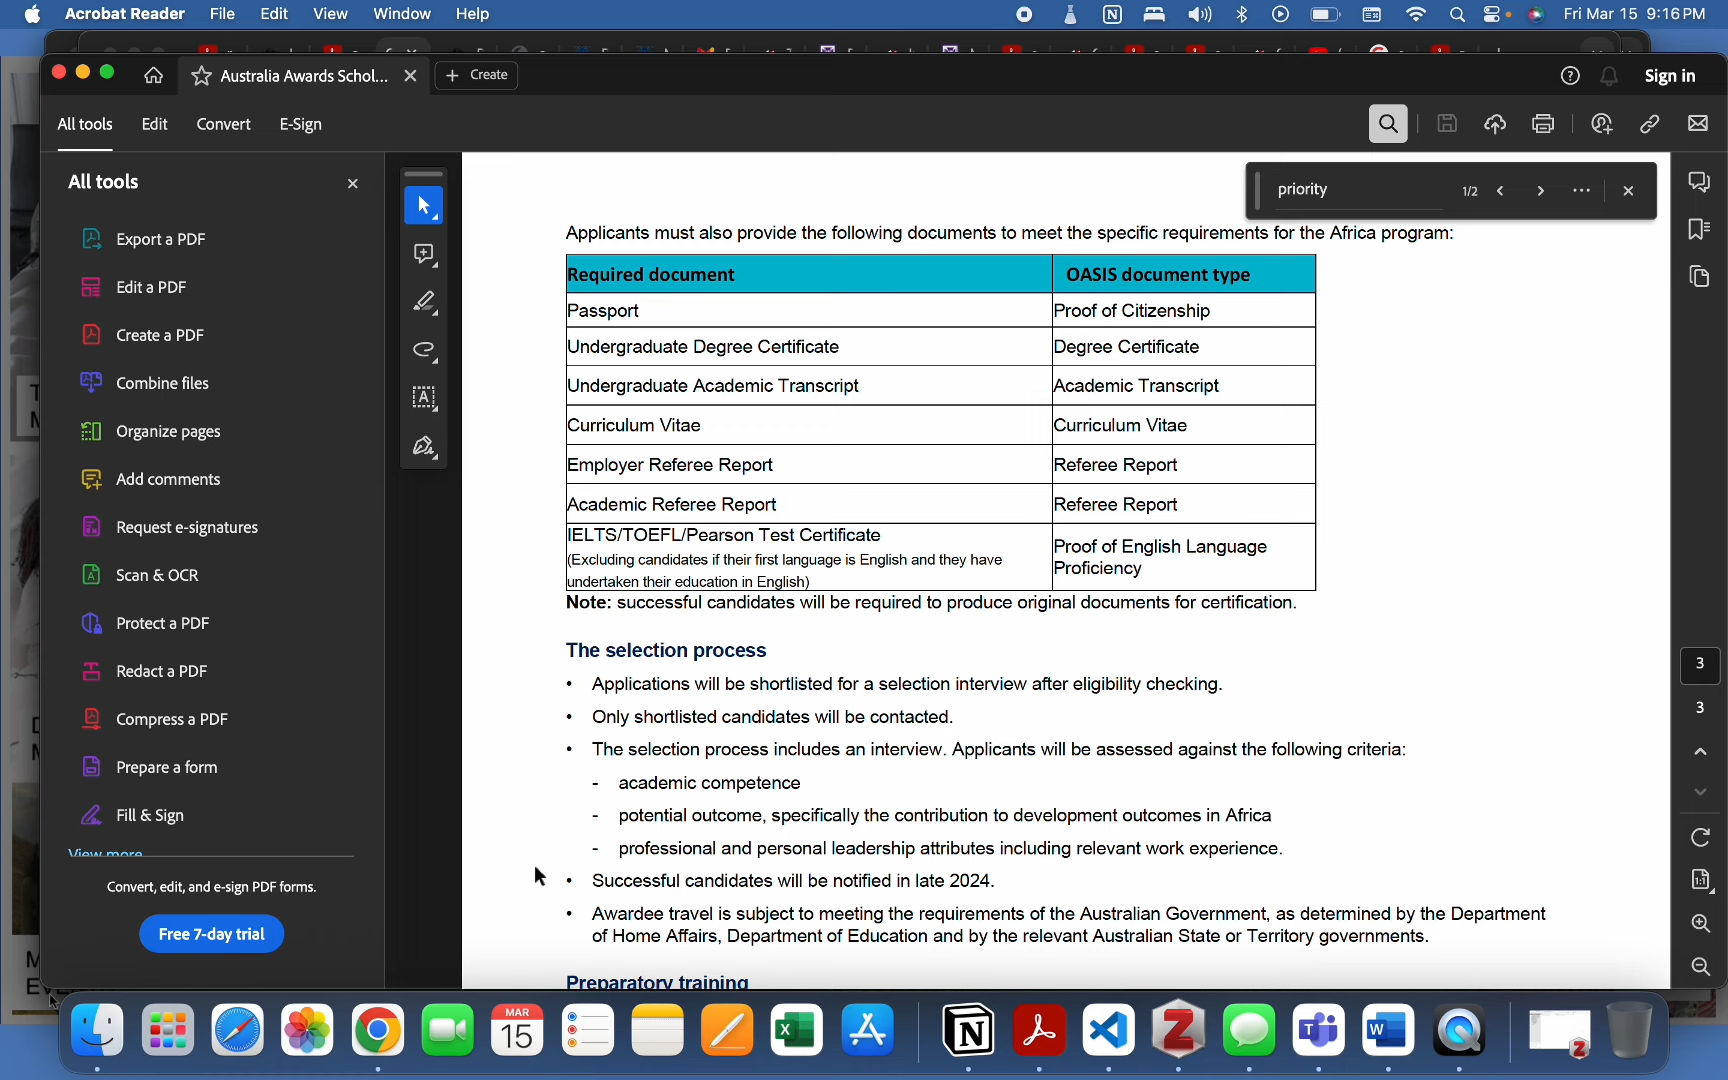 Acrobat Reader File Edit View Window Help Fri Mar 15 9:16 PM
Australia Awards Schol... + Create Sign in
All tools Edit Convert E-Sign
All tools
Export a PDF
Edit a PDF
Create a PDF
Combine files
Organize pages
Add comments
Request e-signatures
Scan & OCR
Protect a PDF
Redact a PDF
Compress a PDF
Prepare a form
Fill & Sign
View more
Convert, edit, and e-sign PDF forms.
Free 7-day trial
priority 1/2
Applicants must also provide the following documents to meet the specific requirements for the Africa program:
Required document OASIS document type
Passport Proof of Citizenship
Undergraduate Degree Certificate Degree Certificate
Undergraduate Academic Transcript Academic Transcript
Curriculum Vitae Curriculum Vitae
Employer Referee Report Referee Report
Academic Referee Report Referee Report
IELTS/TOEFL/Pearson Test Certificate
(Excluding candidates if their first language is English and they have
undertaken their education in English)
Proof of English Language
Proficiency
Note: successful candidates will be required to produce original documents for certification.
The selection process
• Applications will be shortlisted for a selection interview after eligibility checking.
• Only shortlisted candidates will be contacted.
• The selection process includes an interview. Applicants will be assessed against the following criteria:
- academic competence
- potential outcome, specifically the contribution to development outcomes in Africa
- professional and personal leadership attributes including relevant work experience.
• Successful candidates will be notified in late 2024.
• Awardee travel is subject to meeting the requirements of the Australian Government, as determined by the Department
of Home Affairs, Department of Education and by the relevant Australian State or Territory governments.
Preparatory training
3
3
1:1
MAR
15